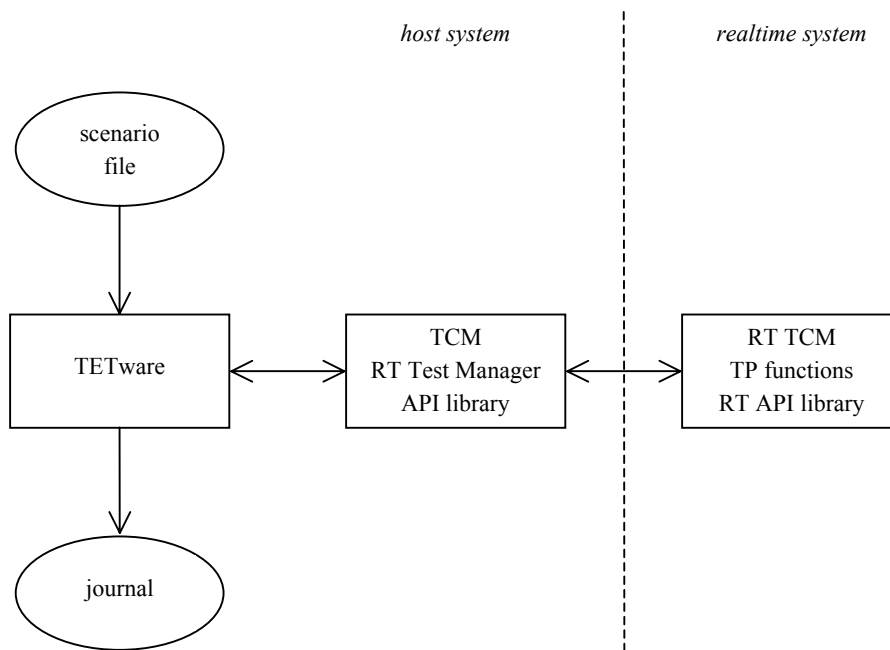 host system
realtime system
scenario
file
TETware
TCM
RT Test Manager
API library
RT TCM
TP functions
RT API library
journal